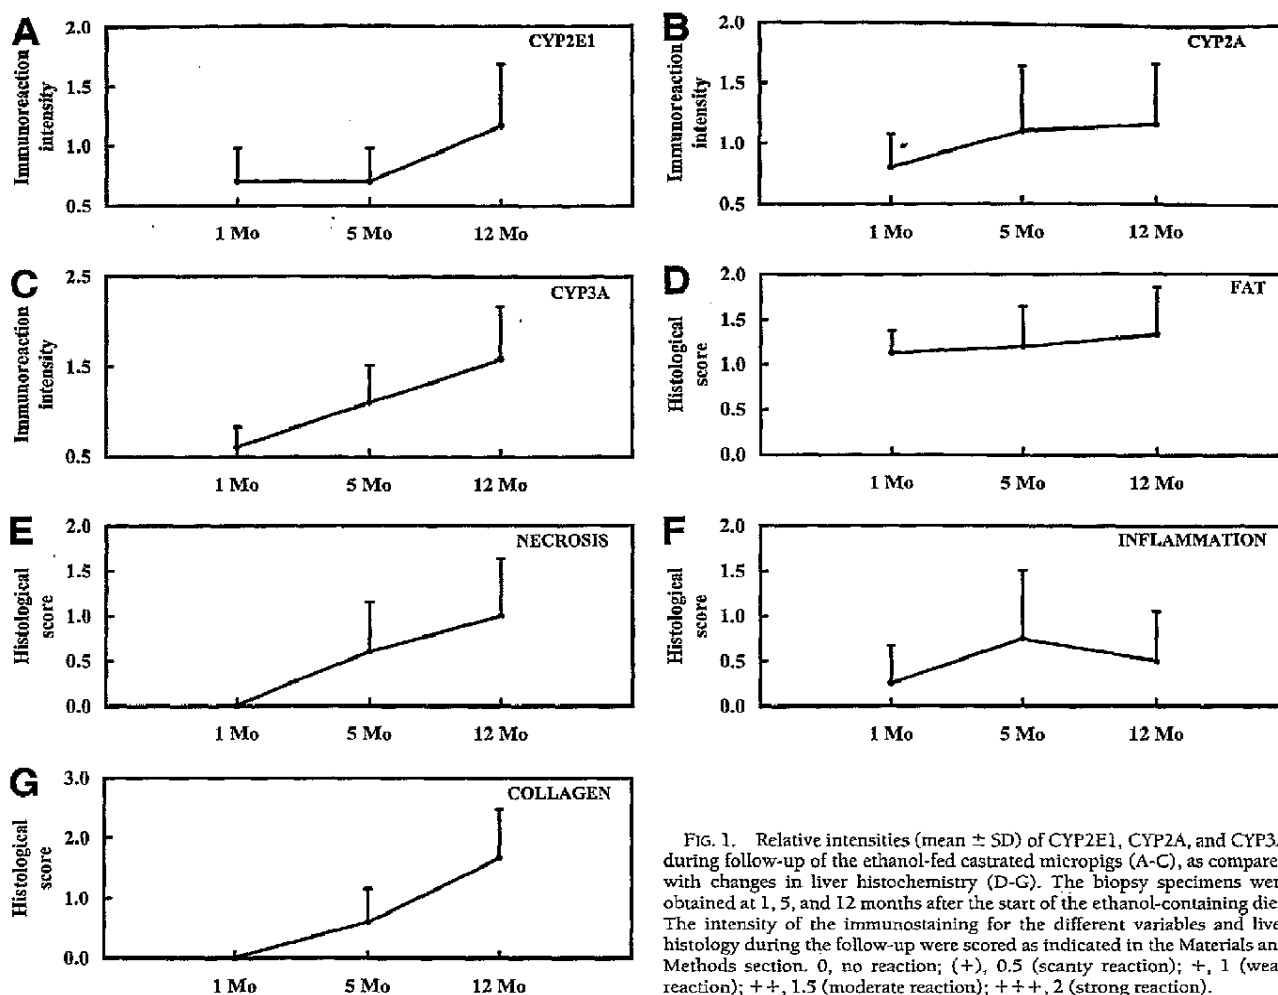 A
2.0
CYP2E1
1.5
1.0
0.5
Immunoreaction
intensity
1 Mo 5 Mo 12 Mo
B
2.0
CYP2A
1.5
1.0
0.5
Immunoreaction
intensity
1 Mo 5 Mo 12 Mo
C
2.5
CYP3A
1.5
0.5
Immunoreaction
intensity
1 Mo 5 Mo 12 Mo
D
2.0
FAT
1.5
1.0
0.5
0.0
Histological
score
1 Mo 5 Mo 12 Mo
E
2.0
NECROSIS
1.5
1.0
0.5
0.0
Histological
score
1 Mo 5 Mo 12 Mo
F
2.0
INFLAMMATION
1.5
1.0
0.5
0.0
Histological
score
1 Mo 5 Mo 12 Mo
G
3.0
COLLAGEN
2.0
1.0
0.0
Histological
score
1 Mo 5 Mo 12 Mo
FIG. 1. Relative intensities (mean ± SD) of CYP2E1, CYP2A, and CYP3A
during follow-up of the ethanol-fed castrated micropigs (A-C), as compare
with changes in liver histochemistry (D-G). The biopsy specimens wer
obtained at 1, 5, and 12 months after the start of the ethanol-containing die
The intensity of the immunostaining for the different variables and live
histology during the follow-up were scored as indicated in the Materials an
Methods section. 0, no reaction; (+), 0.5 (scanty reaction); +, 1 (wea
reaction); ++, 1.5 (moderate reaction); +++, 2 (strong reaction).